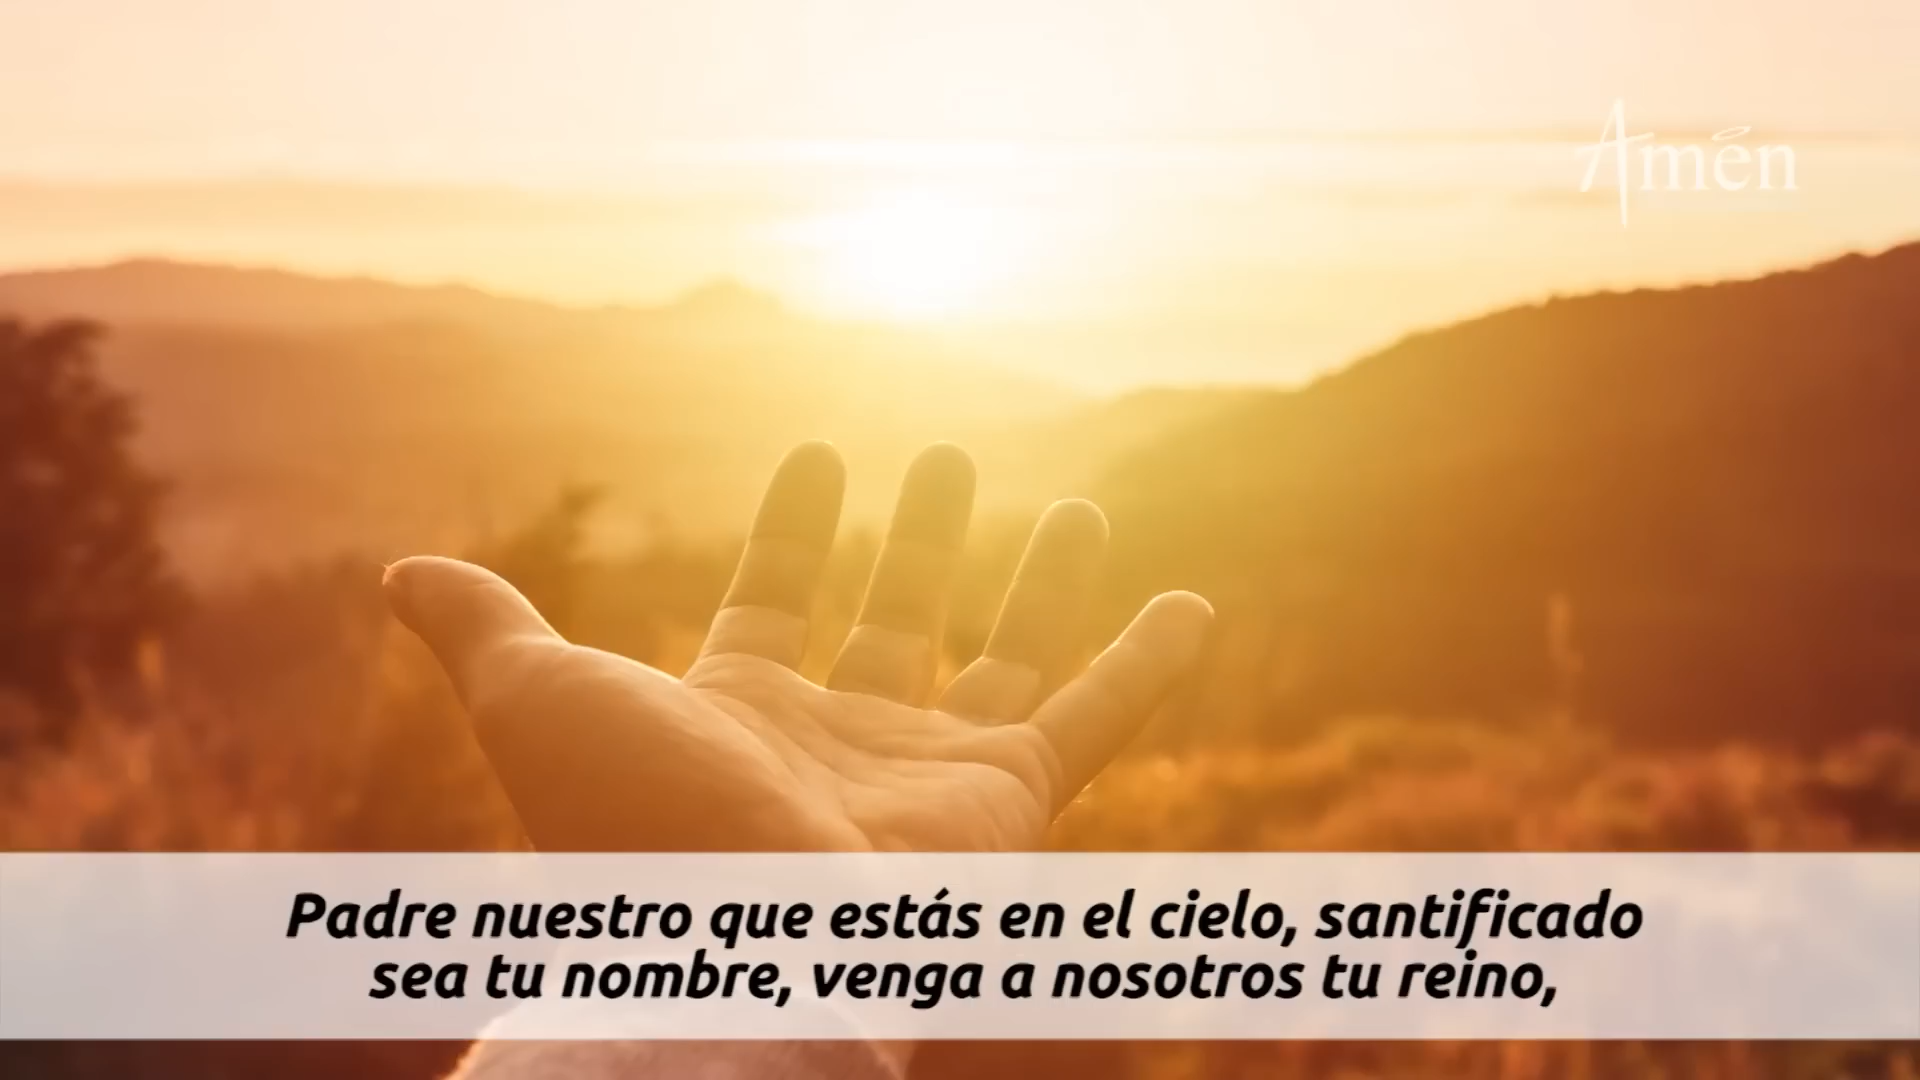 Amén
Padre nuestro que estás en el cielo, santificado
sea tu nombre, venga a nosotros tu reino,